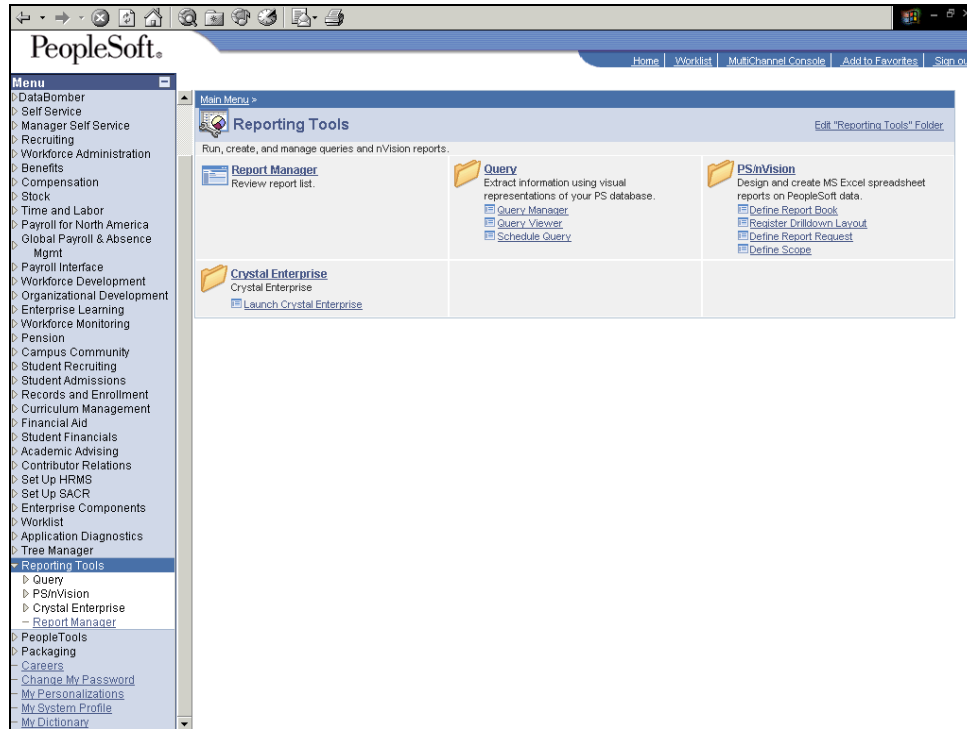 PeopleSoft.
Home | Worklist | MultiChannel Console | Add to Favorites | Sign ou
Menu
DataBomber
Self Service
Manager Self Service
Recruiting
Workforce Administration
Benefits
Compensation
Stock
Time and Labor
Payroll for North America
Global Payroll & Absence
Mgmt
Payroll Interface
Workforce Development
Organizational Development
Enterprise Learning
Workforce Monitoring
Pension
Campus Community
Student Recruiting
Student Admissions
Records and Enrollment
Curriculum Management
Financial Aid
Student Financials
Academic Advising
Contributor Relations
Set Up HRMS
Set Up SACR
Enterprise Components
Worklist
Application Diagnostics
Tree Manager
Reporting Tools
Query
PS/nVision
Crystal Enterprise
Report Manager
PeopleTools
Packaging
Careers
Change My Password
My Personalizations
My System Profile
My Dictionary
Main Menu >
Reporting Tools
Edit "Reporting Tools" Folder
Run, create, and manage queries and nVision reports.
Report Manager
Review report list.
Query
Extract information using visual
representations of your PS database.
Query Manager
Query Viewer
Schedule Query
PS/nVision
Design and create MS Excel spreadsheet
reports on PeopleSoft data.
Define Report Book
Register Drilldown Layout
Define Report Request
Define Scope
Crystal Enterprise
Crystal Enterprise
Launch Crystal Enterprise